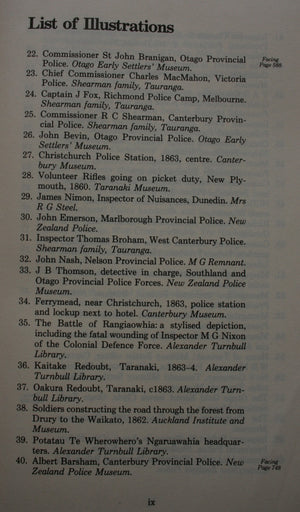 List of Illustrations
22. Commissioner St John Branigan, Otago Provincial
Police. Otago Early Settlers' Museum.
Facing
Page 586
23. Chief Commissioner Charles MacMahon, Victoria
Police. Shearman family, Tauranga.
24. Captain J Fox, Richmond Police Camp, Melbourne.
Shearman family, Tauranga.
25. Commissioner R C Shearman, Canterbury Provin-
cial Police. Shearman family, Tauranga.
26. John Bevin, Otago Provincial Police. Otago Early
Settlers' Museum.
27. Christchurch Police Station, 1863, centre. Canter-
bury Museum.
28. Volunteer Rifles going on picket duty, New Ply-
mouth, 1860. Taranaki Museum.
29. James Nimon, Inspector of Nuisances, Dunedin. Mrs
R G Steel.
30. John Emerson, Marlborough Provincial Police. New
Zealand Police.
31. Inspector Thomas Broham, West Canterbury Police.
Shearman family, Tauranga.
32. John Nash, Nelson Provincial Police. M G Remnant.
33. J B Thomson, detective in charge, Southland and
Otago Provincial Police Forces. New Zealand Police
Museum.
34. Ferrymead, near Christchurch, 1863, police station
and lockup next to hotel. Canterbury Museum.
35. The Battle of Rangiaowhia: a stylised depiction,
including the fatal wounding of Inspector M G Nixon
of the Colonial Defence Force. Alexander Turnbull
Library.
36. Kaitake Redoubt, Taranaki, 1863–4. Alexander
Turnbull Library.
37. Oakura Redoubt, Taranaki, c1863. Alexander Turn-
bull Library.
38. Soldiers constructing the road through the forest from
Drury to the Waikato, 1862. Auckland Institute and
Museum.
39. Potatau Te Wherowhero's Ngaruawahia headquar-
ters. Alexander Turnbull Library.
40. Albert Barsham, Canterbury Provincial Police. New
Zealand Police Museum.
Facing
Page 748
ix